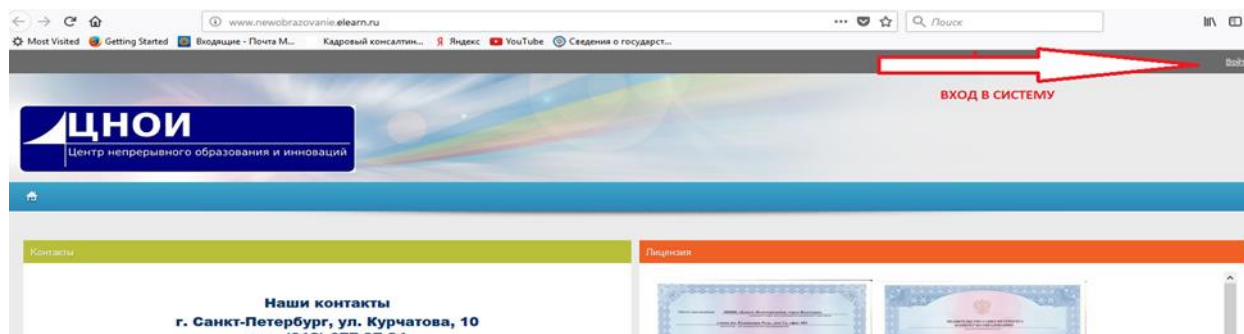 www.newobrazovanie.elearn.ru
Поиск
Most Visited Getting Started Входящие - Почта М... Кадровый консалтин... Яндекс YouTube Сведения о государст...
Войти
ВХОД В СИСТЕМУ
ЦНОИ
Центр непрерывного образования и инноваций
Контакты
Лицензия
Наши контакты
г. Санкт-Петербург, ул. Курчатова, 10